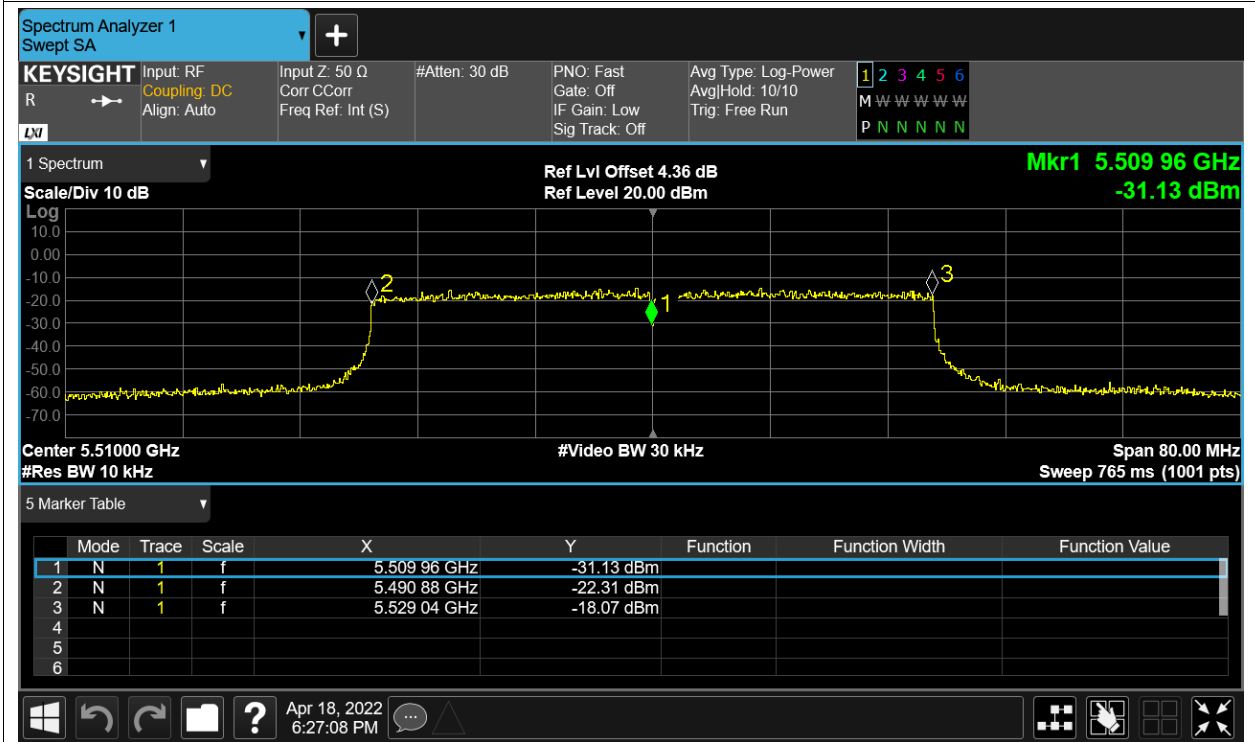 Spectrum Analyzer 1
Swept SA
+
KEYSIGHT Input: RF Input Z: 50 Ω #Atten: 30 dB PNO: Fast Avg Type: Log-Power 1 2 3 4 5 6
R Coupling: DC Corr CCorr Gate: Off Avg|Hold: 10/10 M W W W W W
Align: Auto Freq Ref: Int (S) IF Gain: Low Trig: Free Run
LXI Sig Track: Off P N N N N N
1 Spectrum Ref Lvl Offset 4.36 dB Mkr1 5.509 96 GHz
Scale/Div 10 dB Ref Level 20.00 dBm -31.13 dBm
Log
10.0
0.00
-10.0
-20.0
-30.0
-40.0
-50.0
-60.0
-70.0
2
1
3
Center 5.51000 GHz #Video BW 30 kHz Span 80.00 MHz
#Res BW 10 kHz Sweep 765 ms (1001 pts)
5 Marker Table
Mode Trace Scale X Y Function Function Width Function Value
1 N 1 f 5.509 96 GHz -31.13 dBm
2 N 1 f 5.490 88 GHz -22.31 dBm
3 N 1 f 5.529 04 GHz -18.07 dBm
4
5
6
? Apr 18, 2022
6:27:08 PM